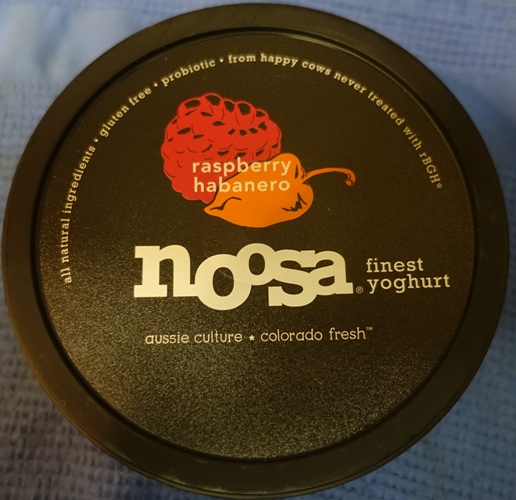 all natural ingredients • gluten free • probiotic • from happy cows never treated with rBGH*
raspberry
habanero
noosa® finest
yoghurt
aussie culture ★ colorado fresh™